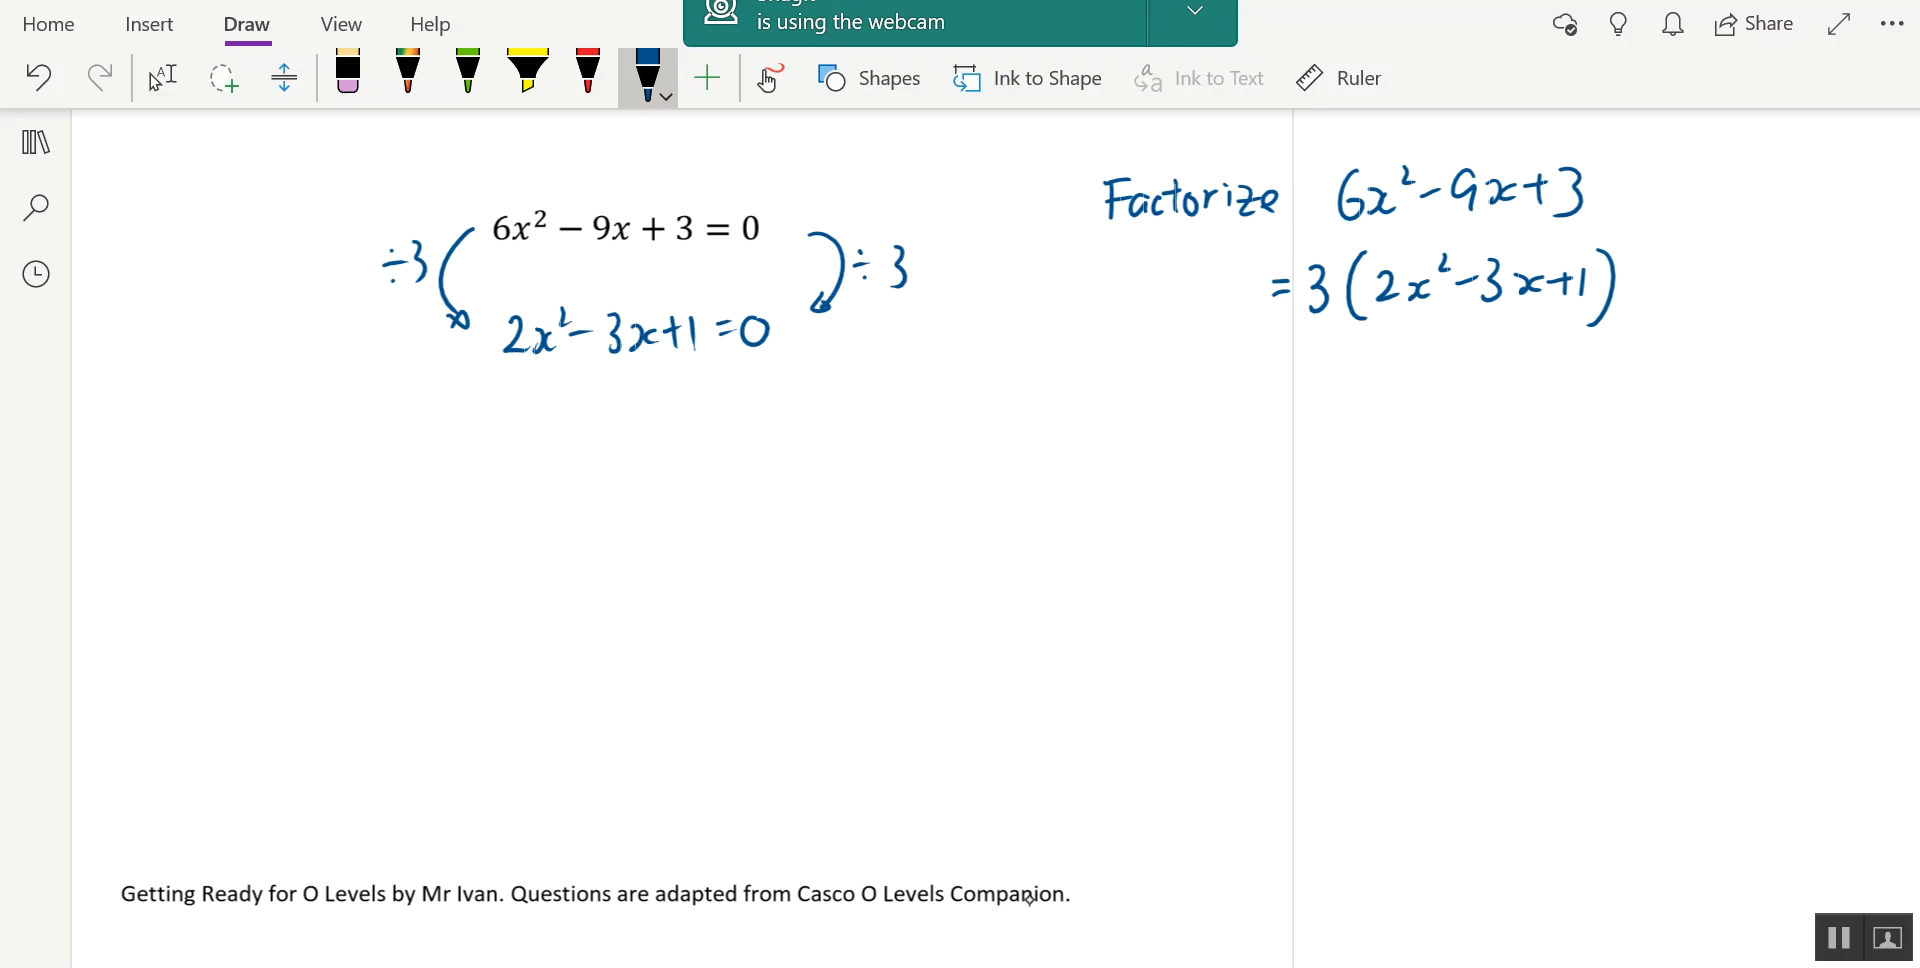 Home Insert Draw View Help
is using the webcam
Share
Shapes Ink to Shape Ink to Text Ruler
6x² − 9x + 3 = 0
÷3 ÷3
2x² − 3x + 1 = 0
Factorize 6x² − 9x + 3
= 3 ( 2x² − 3x + 1 )
Getting Ready for O Levels by Mr Ivan. Questions are adapted from Casco O Levels Companion.